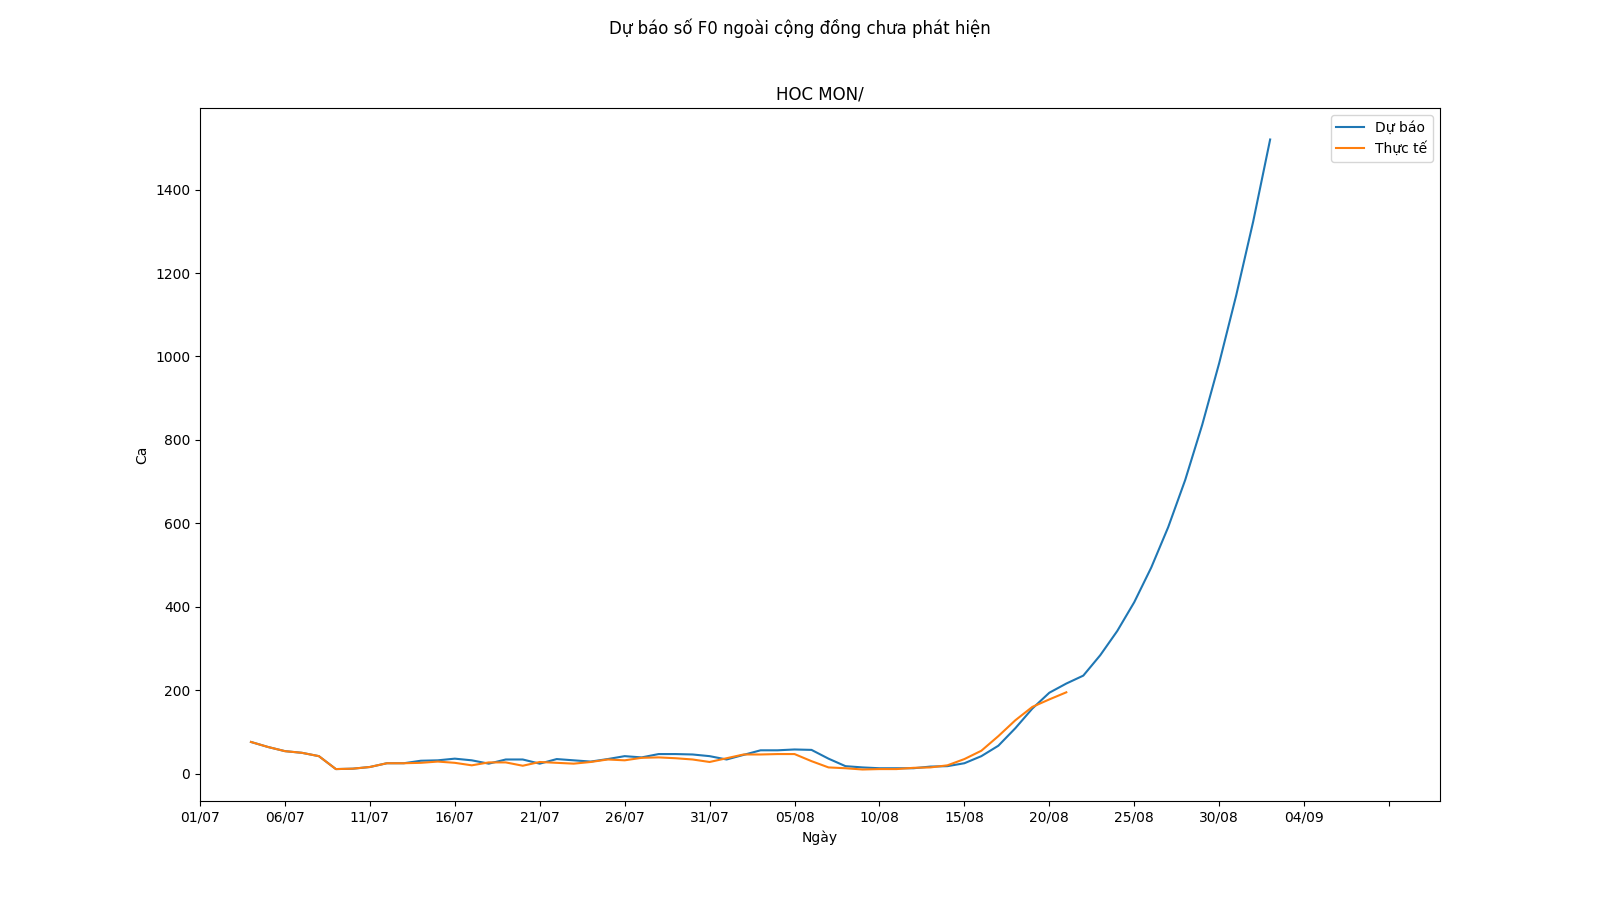 Dự báo số F0 ngoài cộng đồng chưa phát hiện
HOC MON/
Dự báo
Thực tế
1400
1200
1000
800
600
400
200
0
Ca
01/07 06/07 11/07 16/07 21/07 26/07 31/07 05/08 10/08 15/08 20/08 25/08 30/08 04/09
Ngày